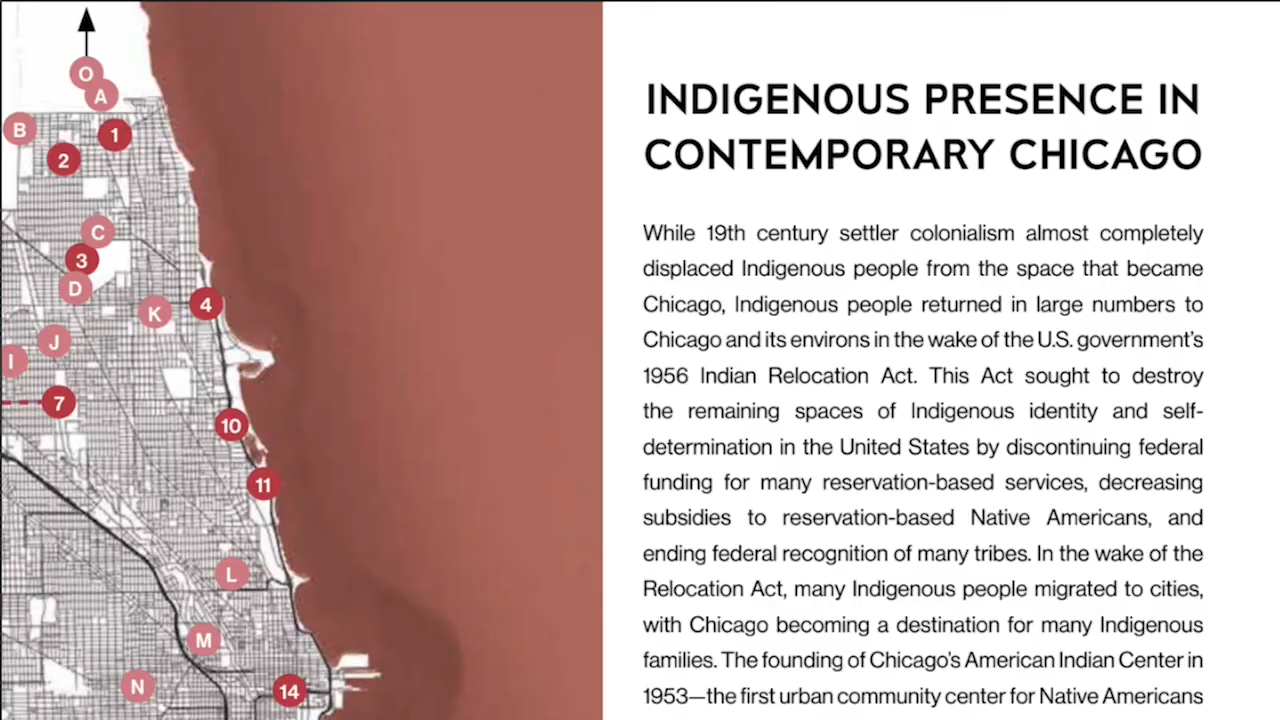 O
A
B
1
2
C
3
D
K
4
J
I
7
10
11
L
M
N
14
INDIGENOUS PRESENCE IN
CONTEMPORARY CHICAGO
While 19th century settler colonialism almost completely
displaced Indigenous people from the space that became
Chicago, Indigenous people returned in large numbers to
Chicago and its environs in the wake of the U.S. government’s
1956 Indian Relocation Act. This Act sought to destroy
the remaining spaces of Indigenous identity and self-
determination in the United States by discontinuing federal
funding for many reservation-based services, decreasing
subsidies to reservation-based Native Americans, and
ending federal recognition of many tribes. In the wake of the
Relocation Act, many Indigenous people migrated to cities,
with Chicago becoming a destination for many Indigenous
families. The founding of Chicago’s American Indian Center in
1953—the first urban community center for Native Americans